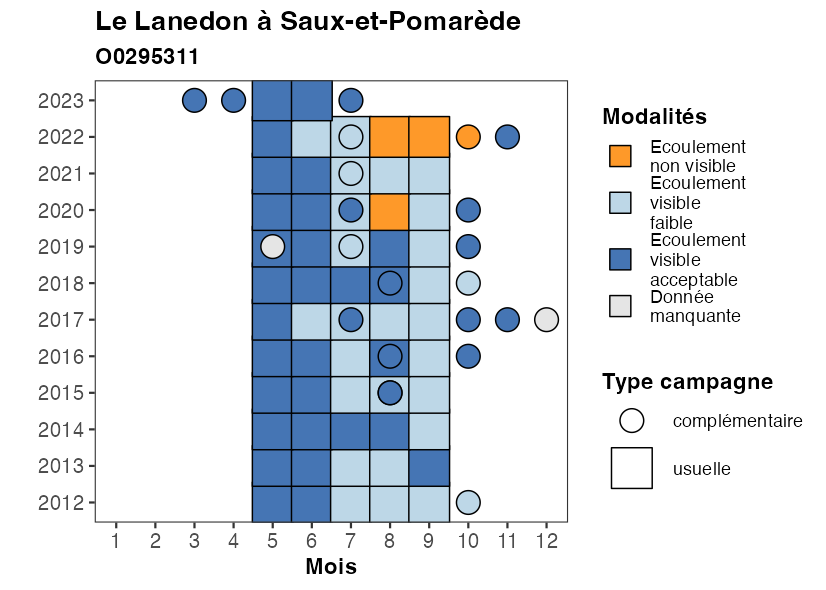 Le Lanedon à Saux-et-Pomarède
O0295311
2023
2022
2021
2020
2019
2018
2017
2016
2015
2014
2013
2012
1 2 3 4 5 6 7 8 9 10 11 12
Mois
Modalités
Ecoulement
non visible
Ecoulement
visible
faible
Ecoulement
visible
acceptable
Donnée
manquante
Type campagne
complémentaire
usuelle